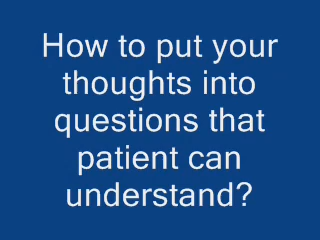 How to put your
thoughts into
questions that
patient can
understand?